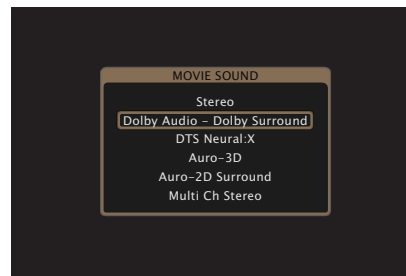 MOVIE SOUND
Stereo
Dolby Audio – Dolby Surround
DTS Neural:X
Auro-3D
Auro-2D Surround
Multi Ch Stereo